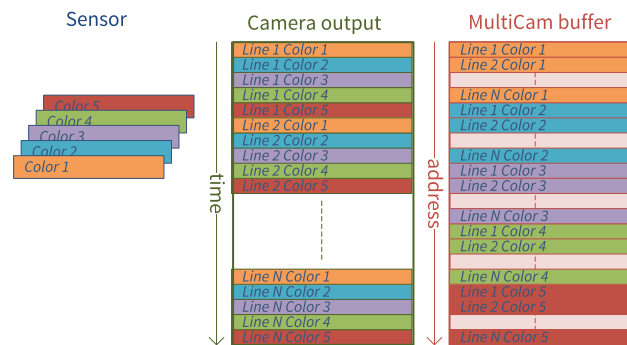 Sensor
Color 5
Color 4
Color 3
Color 2
Color 1
Camera output
time
Line 1 Color 1
Line 1 Color 2
Line 1 Color 3
Line 1 Color 4
Line 1 Color 5
Line 2 Color 1
Line 2 Color 2
Line 2 Color 3
Line 2 Color 4
Line 2 Color 5
Line N Color 1
Line N Color 2
Line N Color 3
Line N Color 4
Line N Color 5
MultiCam buffer
address
Line 1 Color 1
Line 2 Color 1
Line N Color 1
Line 1 Color 2
Line 2 Color 2
Line N Color 2
Line 1 Color 3
Line 2 Color 3
Line N Color 3
Line 1 Color 4
Line 2 Color 4
Line N Color 4
Line 1 Color 5
Line 2 Color 5
Line N Color 5